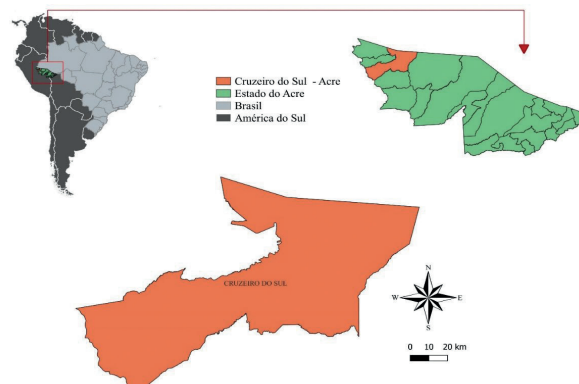 Cruzeiro do Sul - Acre
Estado do Acre
Brasil
América do Sul
CRUZEIRO DO SUL
N
W E
S
0 10 20 km